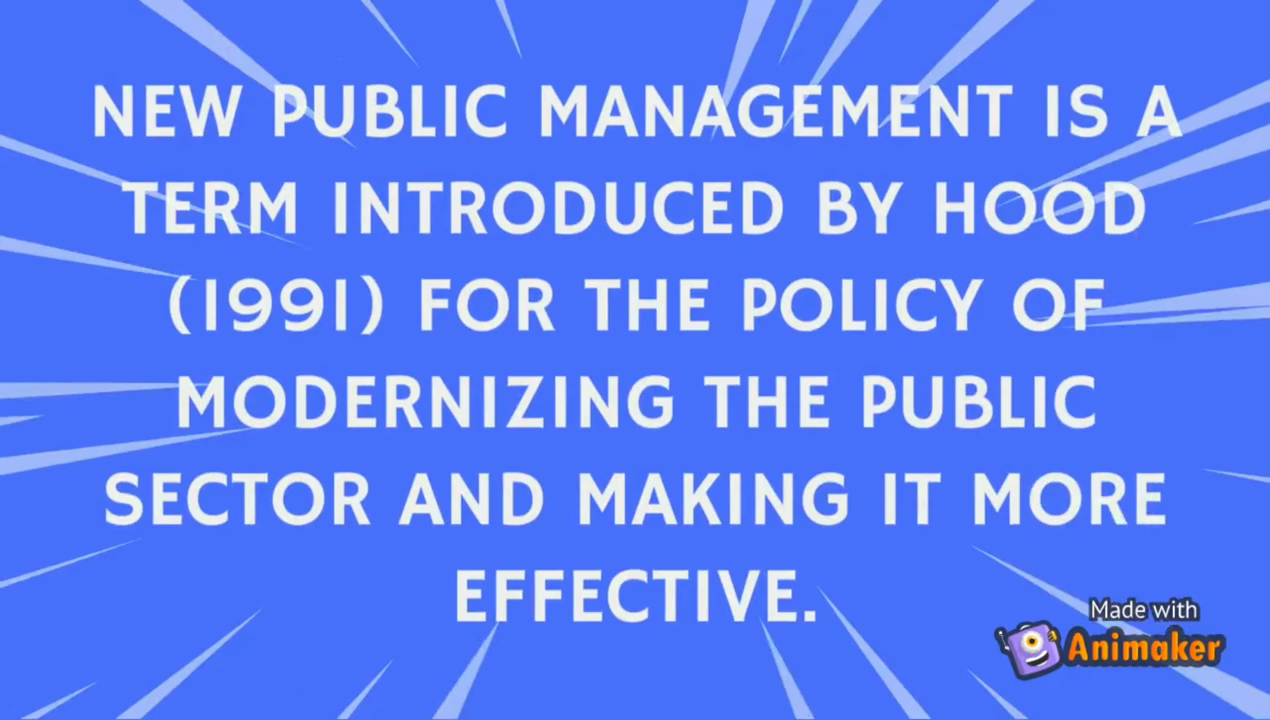 NEW PUBLIC MANAGEMENT IS A
TERM INTRODUCED BY HOOD
(1991) FOR THE POLICY OF
MODERNIZING THE PUBLIC
SECTOR AND MAKING IT MORE
EFFECTIVE.
Made with
Animaker